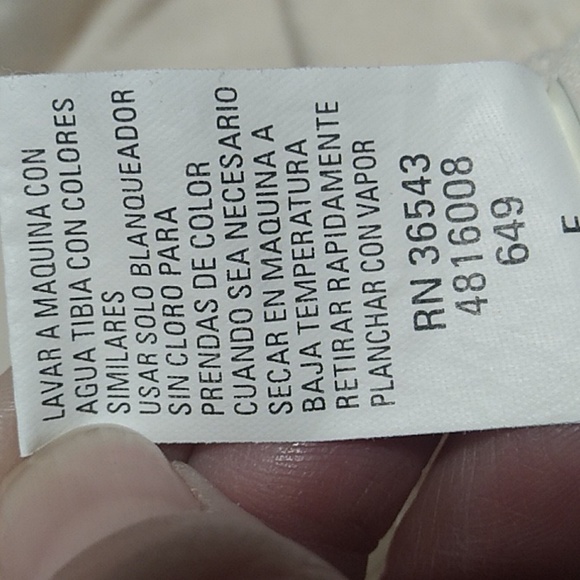 LAVAR A MAQUINA CON
AGUA TIBIA CON COLORES
SIMILARES
USAR SOLO BLANQUEADOR
SIN CLORO PARA
PRENDAS DE COLOR
CUANDO SEA NECESARIO
SECAR EN MAQUINA A
BAJA TEMPERATURA
RETIRAR RAPIDAMENTE
PLANCHAR CON VAPOR
RN 36543
4816008
649